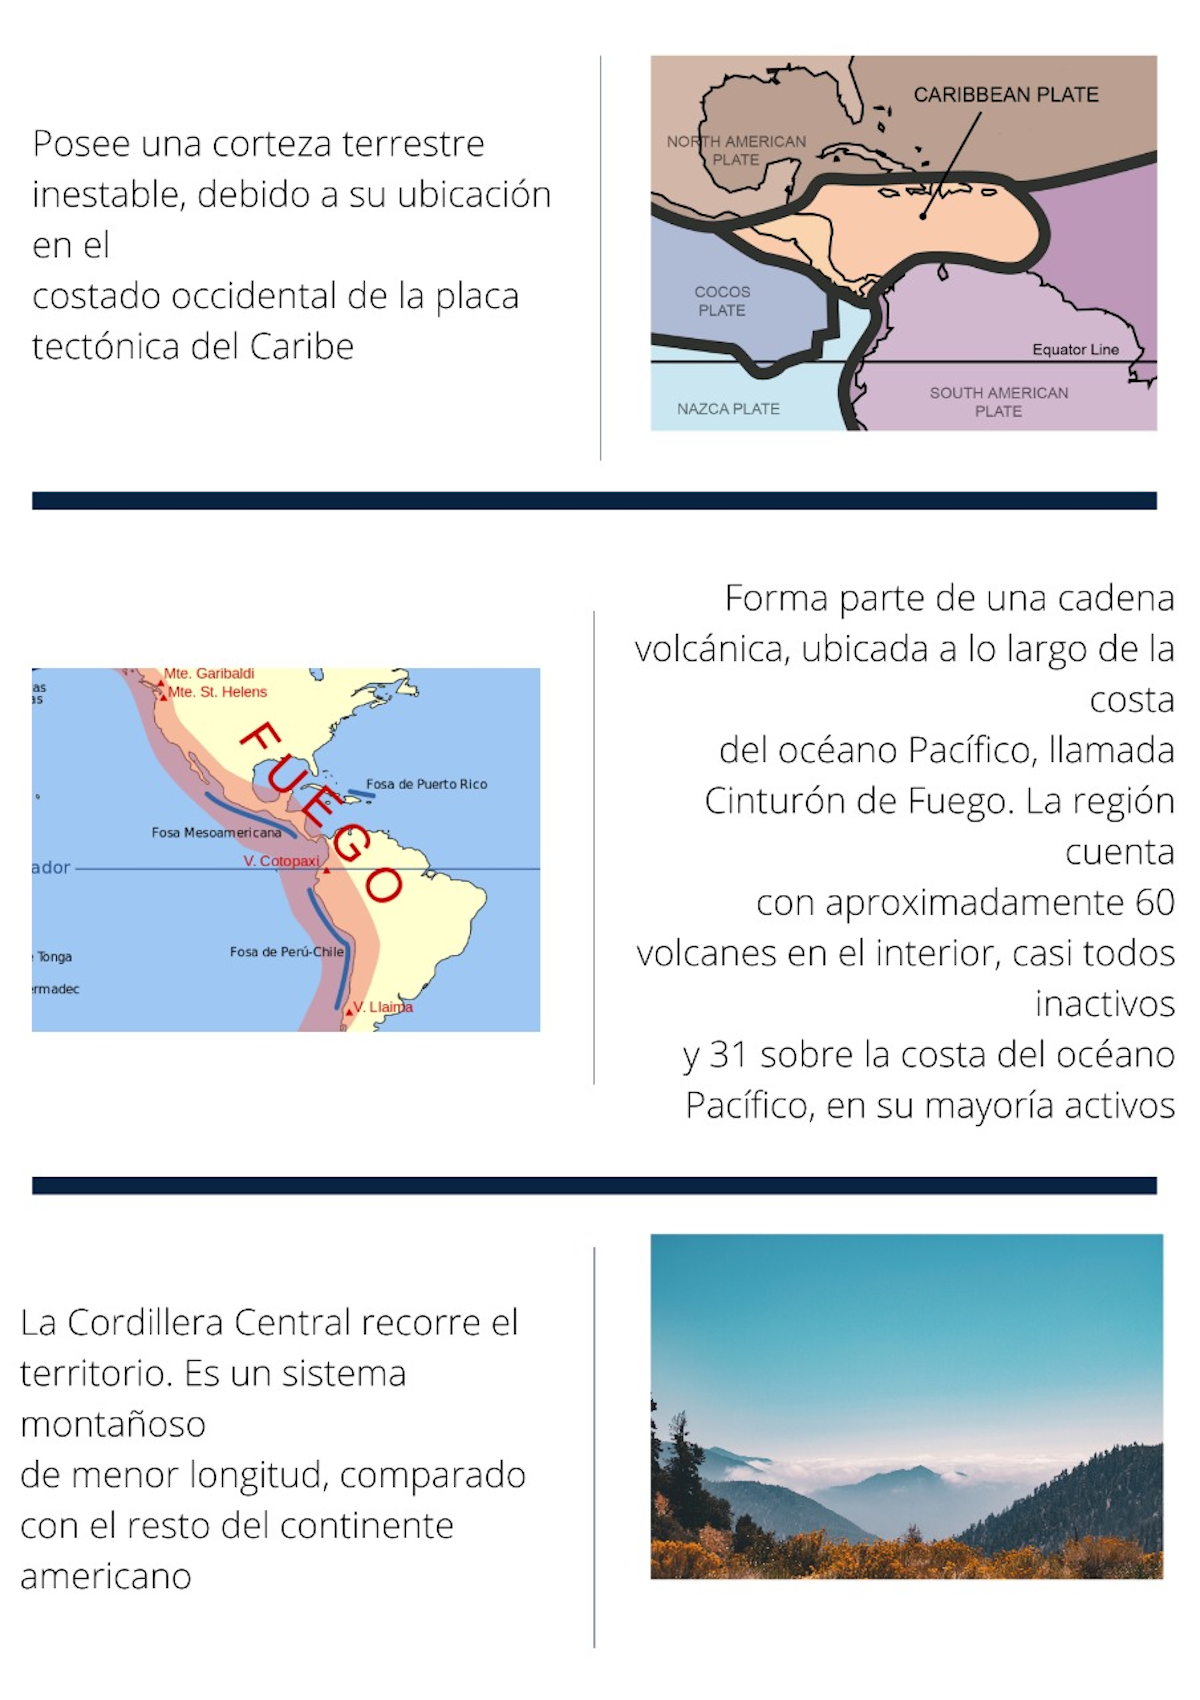 Posee una corteza terrestre
inestable, debido a su ubicación
en el
costado occidental de la placa
tectónica del Caribe
CARIBBEAN PLATE
NORTH AMERICAN
PLATE
COCOS
PLATE
Equator Line
SOUTH AMERICAN
PLATE
NAZCA PLATE
Mte. Garibaldi
Mte. St. Helens
as
as
FUEGO
Fosa de Puerto Rico
Fosa Mesoamericana
V. Cotopaxi
ador
Fosa de Perú-Chile
Tonga
ermadec
V. Llaima
Forma parte de una cadena
volcánica, ubicada a lo largo de la
costa
del océano Pacífico, llamada
Cinturón de Fuego. La región
cuenta
con aproximadamente 60
volcanes en el interior, casi todos
inactivos
y 31 sobre la costa del océano
Pacífico, en su mayoría activos
La Cordillera Central recorre el
territorio. Es un sistema
montañoso
de menor longitud, comparado
con el resto del continente
americano